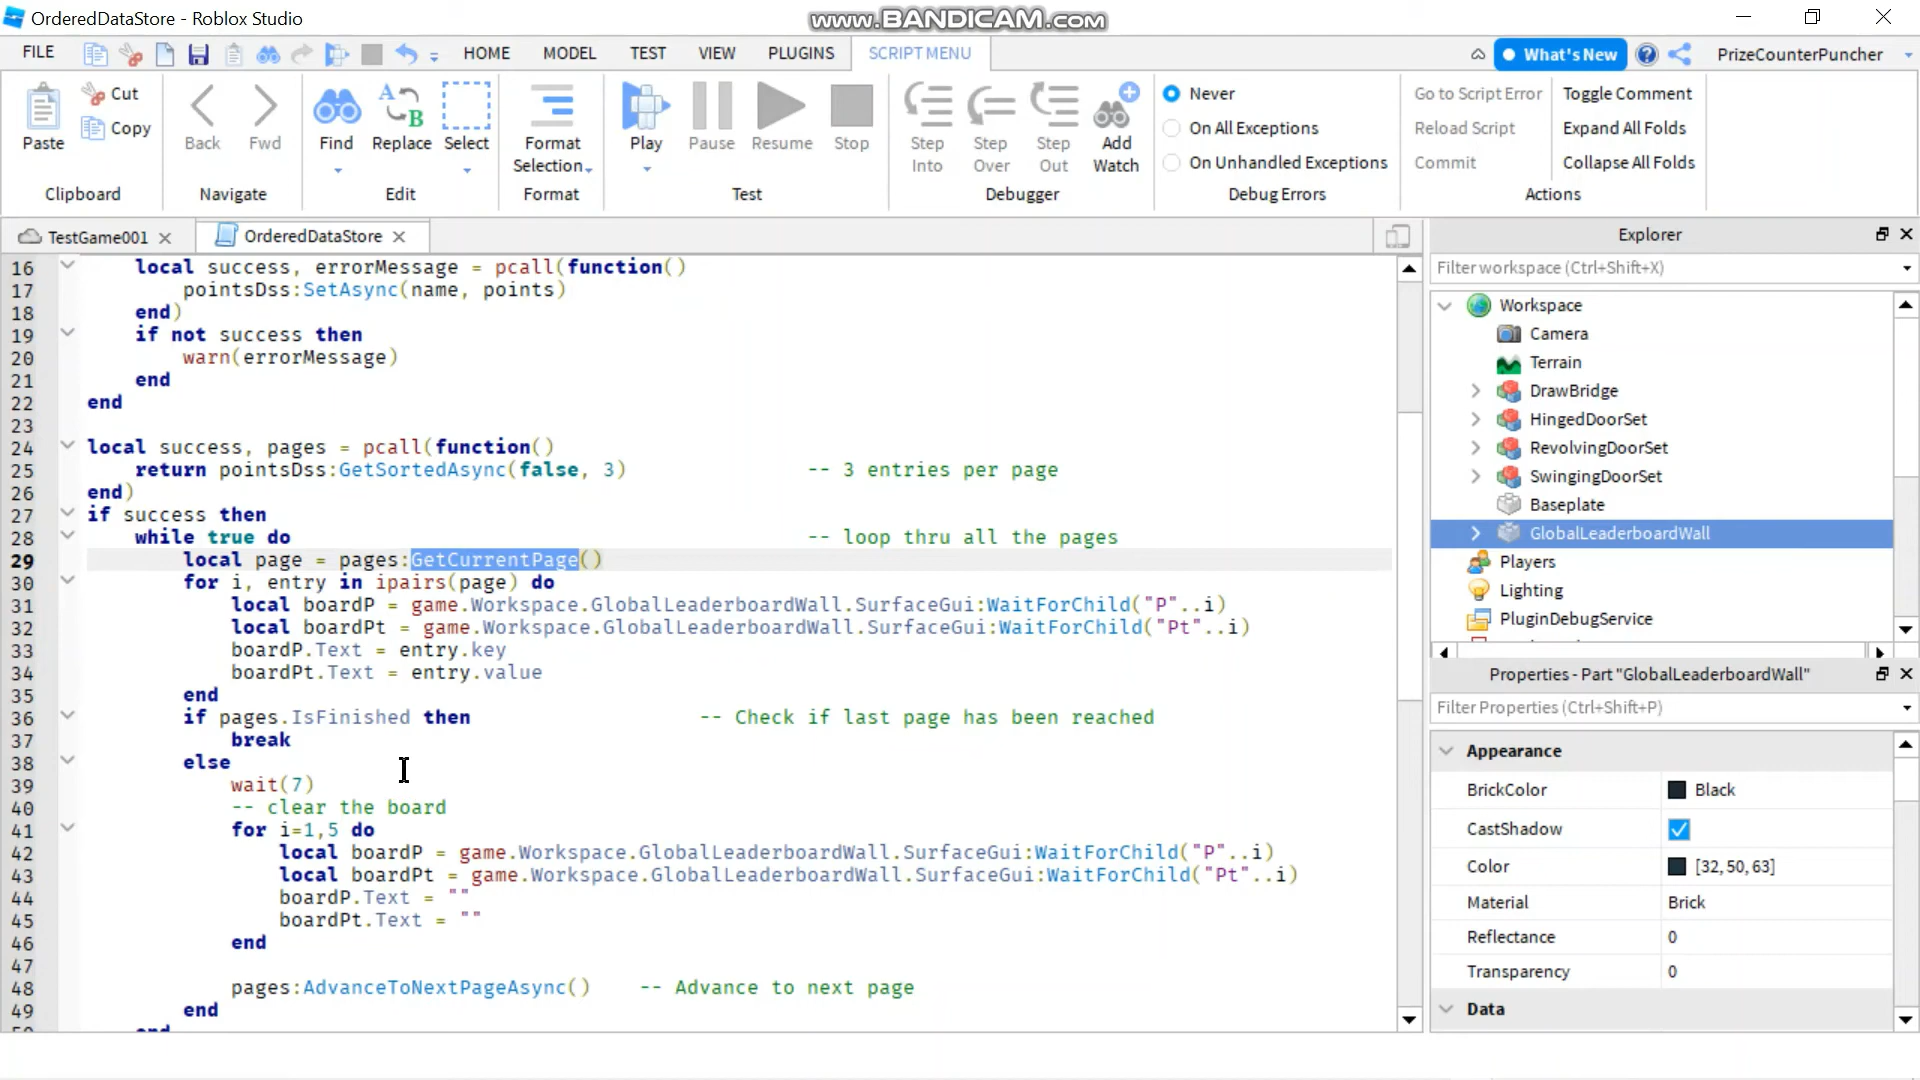 OrderedDataStore - Roblox Studio
www.BANDICAM.com
FILE HOME MODEL TEST VIEW PLUGINS SCRIPT MENU What's New PrizeCounterPuncher
Paste
Cut
Copy
Clipboard
Back
Fwd
Navigate
Find
Replace
Select
Edit
Format
Selection
Format
Play
Pause
Resume
Stop
Test
Step
Into
Step
Over
Step
Out
Add
Watch
Debugger
Never
On All Exceptions
On Unhandled Exceptions
Debug Errors
Go to Script Error
Reload Script
Commit
Toggle Comment
Expand All Folds
Collapse All Folds
Actions
TestGame001
OrderedDataStore
16 local success, errorMessage = pcall(function()
17 pointsDss:SetAsync(name, points)
18 end)
19 if not success then
20 warn(errorMessage)
21 end
22 end
23
24 local success, pages = pcall(function()
25 return pointsDss:GetSortedAsync(false, 3) -- 3 entries per page
26 end)
27 if success then
28 while true do -- loop thru all the pages
29 local page = pages:GetCurrentPage()
30 for i, entry in ipairs(page) do
31 local boardP = game.Workspace.GlobalLeaderboardWall.SurfaceGui:WaitForChild("P"..i)
32 local boardPt = game.Workspace.GlobalLeaderboardWall.SurfaceGui:WaitForChild("Pt"..i)
33 boardP.Text = entry.key
34 boardPt.Text = entry.value
35 end
36 if pages.IsFinished then -- Check if last page has been reached
37 break
38 else
39 wait(7)
40 -- clear the board
41 for i=1,5 do
42 local boardP = game.Workspace.GlobalLeaderboardWall.SurfaceGui:WaitForChild("P"..i)
43 local boardPt = game.Workspace.GlobalLeaderboardWall.SurfaceGui:WaitForChild("Pt"..i)
44 boardP.Text = ""
45 boardPt.Text = ""
46 end
47
48 pages:AdvanceToNextPageAsync() -- Advance to next page
49 end
Explorer
Filter workspace (Ctrl+Shift+X)
Workspace
Camera
Terrain
DrawBridge
HingedDoorSet
RevolvingDoorSet
SwingingDoorSet
Baseplate
GlobalLeaderboardWall
Players
Lighting
PluginDebugService
Properties - Part "GlobalLeaderboardWall"
Filter Properties (Ctrl+Shift+P)
Appearance
BrickColor Black
CastShadow
Color [32, 50, 63]
Material Brick
Reflectance 0
Transparency 0
Data